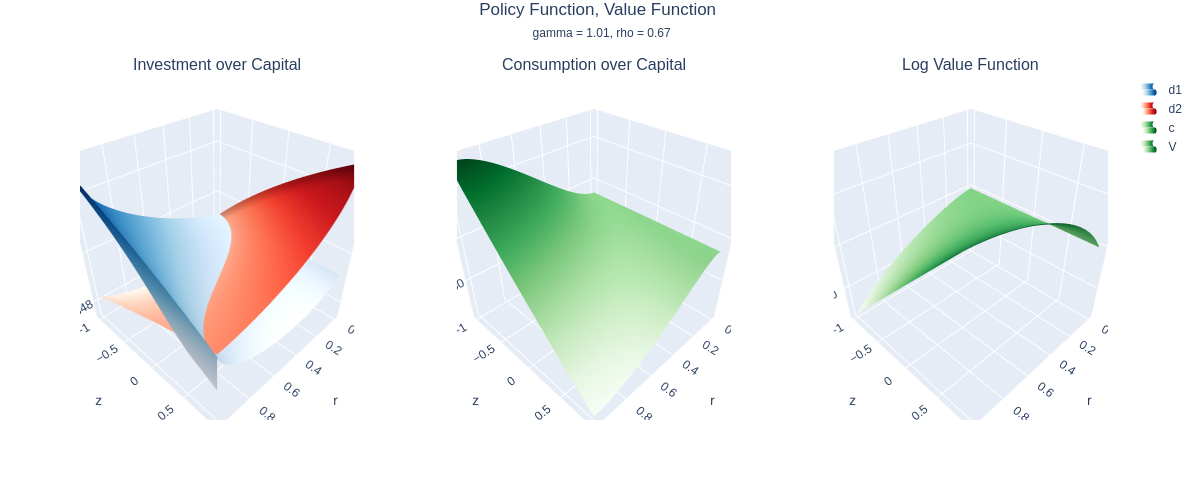 Policy Function, Value Function
gamma = 1.01, rho = 0.67
Investment over Capital
Consumption over Capital
Log Value Function
d1
d2
c
V
48
−1
−0.5
0
0.5
z
0
0.2
0.4
0.6
0.8
r
0
−1
−0.5
0
0.5
z
0
0.2
0.4
0.6
0.8
r
−1
−0.5
0
0.5
z
0
0.2
0.4
0.6
0.8
r